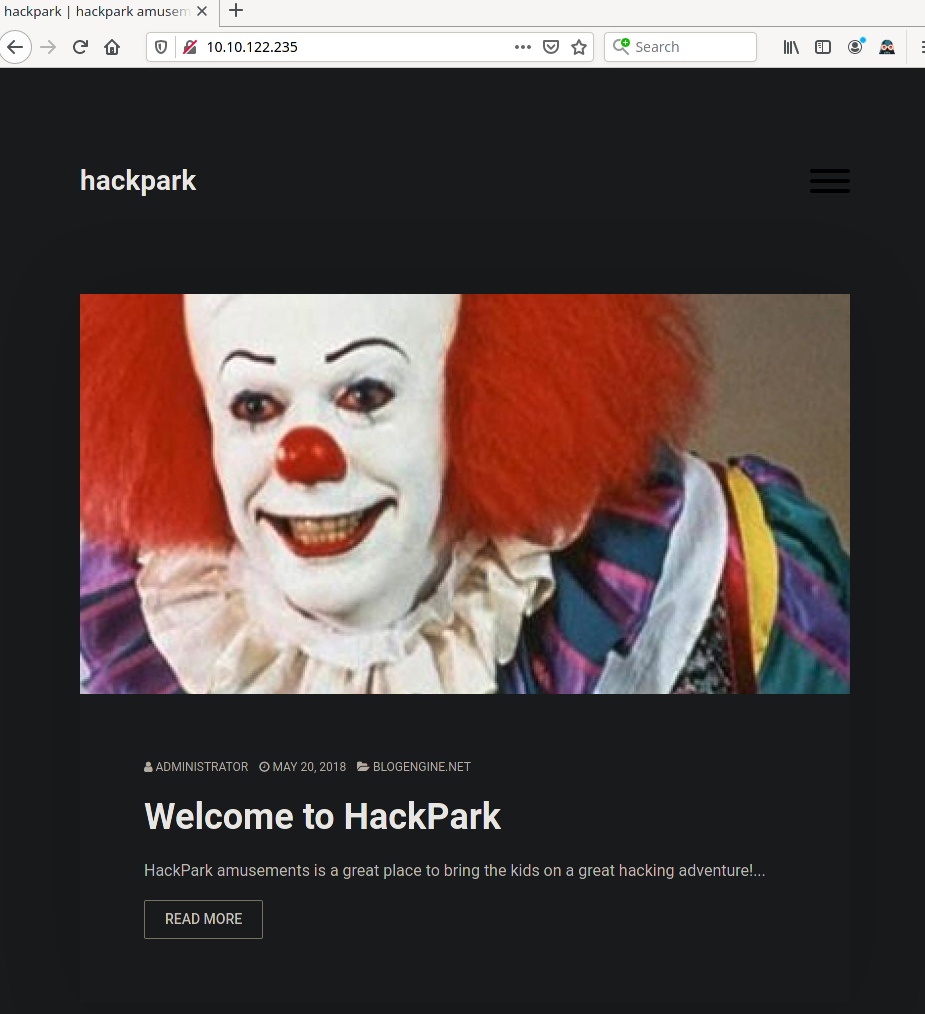 hackpark | hackpark amusem
10.10.122.235
Search
hackpark
ADMINISTRATOR MAY 20, 2018 BLOGENGINE.NET
Welcome to HackPark
HackPark amusements is a great place to bring the kids on a great hacking adventure!...
READ MORE